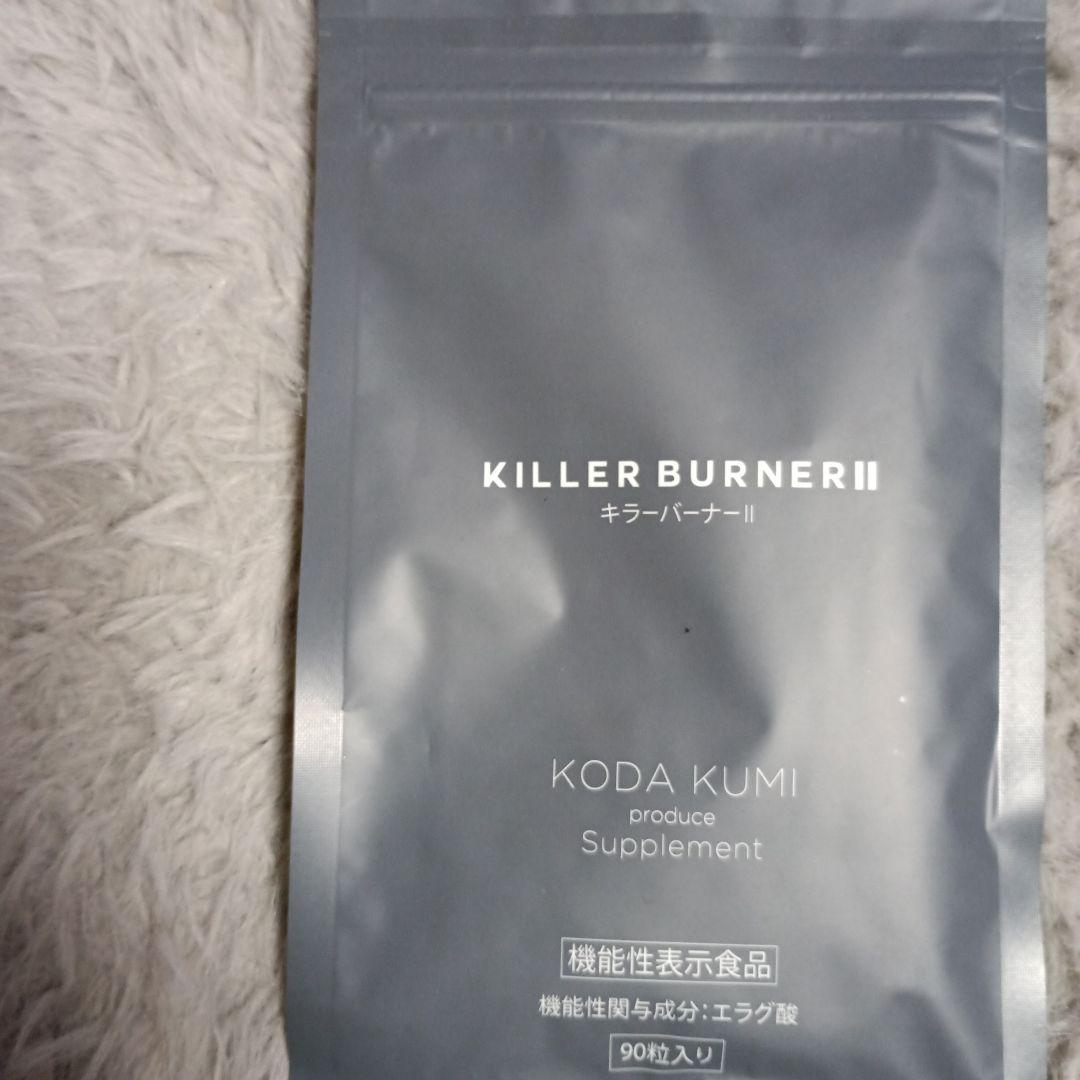 KILLER BURNERⅡ
キラーバーナーⅡ
KODA KUMI
produce
Supplement
機能性表示食品
機能性関与成分：エラグ酸
90粒入り